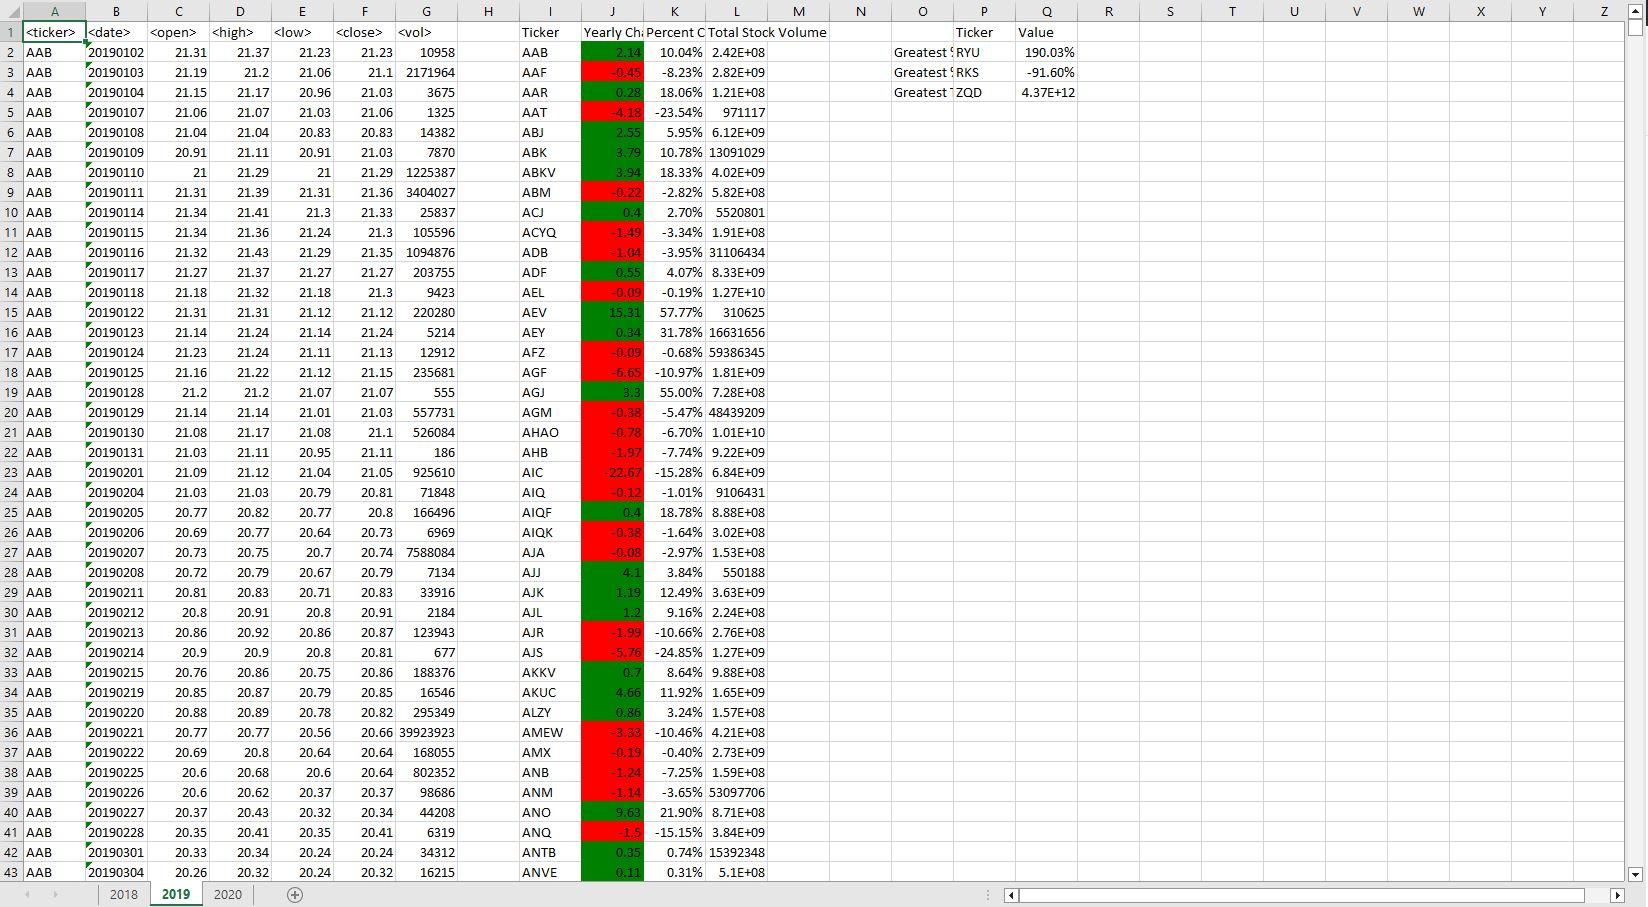 A B C D E F G H I J K L M N O P Q R S T U V W X Y Z
1 <ticker> <date> <open> <high> <low> <close> <vol> Ticker Yearly Cha Percent C Total Stock Volume Ticker Value
2 AAB 20190102 21.31 21.37 21.23 21.23 10958 AAB 2.14 10.04% 2.42E+08 Greatest % RYU 190.03%
3 AAB 20190103 21.19 21.2 21.06 21.1 2171964 AAF -0.45 -8.23% 2.82E+09 Greatest % RKS -91.60%
4 AAB 20190104 21.15 21.17 20.96 21.03 3675 AAR 0.28 18.06% 1.21E+08 Greatest T ZQD 4.37E+12
5 AAB 20190107 21.06 21.07 21.03 21.06 1325 AAT -4.18 -23.54% 971117
6 AAB 20190108 21.04 21.04 20.83 20.83 14382 ABJ 2.55 5.95% 6.12E+09
7 AAB 20190109 20.91 21.11 20.91 21.03 7870 ABK 3.79 10.78% 13091029
8 AAB 20190110 21 21.29 21 21.29 1225387 ABKV 3.94 18.33% 4.02E+09
9 AAB 20190111 21.31 21.39 21.31 21.36 3404027 ABM -0.22 -2.82% 5.82E+08
10 AAB 20190114 21.34 21.41 21.3 21.33 25837 ACJ 0.4 2.70% 5520801
11 AAB 20190115 21.34 21.36 21.24 21.3 105596 ACYQ -1.49 -3.34% 1.91E+08
12 AAB 20190116 21.32 21.43 21.29 21.35 1094876 ADB -1.04 -3.95% 31106434
13 AAB 20190117 21.27 21.37 21.27 21.27 203755 ADF 0.55 4.07% 8.33E+09
14 AAB 20190118 21.18 21.32 21.18 21.3 9423 AEL -0.09 -0.19% 1.27E+10
15 AAB 20190122 21.31 21.31 21.12 21.12 220280 AEV 15.31 57.77% 310625
16 AAB 20190123 21.14 21.24 21.14 21.24 5214 AEY 0.34 31.78% 16631656
17 AAB 20190124 21.23 21.24 21.11 21.13 12912 AFZ -0.09 -0.68% 59386345
18 AAB 20190125 21.16 21.22 21.12 21.15 235681 AGF -6.65 -10.97% 1.81E+09
19 AAB 20190128 21.2 21.2 21.07 21.07 555 AGJ 3.3 55.00% 7.28E+08
20 AAB 20190129 21.14 21.14 21.01 21.03 557731 AGM -0.38 -5.47% 48439209
21 AAB 20190130 21.08 21.17 21.08 21.1 526084 AHAO -0.78 -6.70% 1.01E+10
22 AAB 20190131 21.03 21.11 20.95 21.11 186 AHB -1.97 -7.74% 9.22E+09
23 AAB 20190201 21.09 21.12 21.04 21.05 925610 AIC -22.67 -15.28% 6.84E+09
24 AAB 20190204 21.03 21.03 20.79 20.81 71848 AIQ -0.12 -1.01% 9106431
25 AAB 20190205 20.77 20.82 20.77 20.8 166496 AIQF 0.4 18.78% 8.88E+08
26 AAB 20190206 20.69 20.77 20.64 20.73 6969 AIQK -0.38 -1.64% 3.02E+08
27 AAB 20190207 20.73 20.75 20.7 20.74 7588084 AJA -0.08 -2.97% 1.53E+08
28 AAB 20190208 20.72 20.79 20.67 20.79 7134 AJJ 4.1 3.84% 550188
29 AAB 20190211 20.81 20.83 20.71 20.83 33916 AJK 1.19 12.49% 3.63E+09
30 AAB 20190212 20.8 20.91 20.8 20.91 2184 AJL 1.2 9.16% 2.24E+08
31 AAB 20190213 20.86 20.92 20.86 20.87 123943 AJR -1.99 -10.66% 2.76E+08
32 AAB 20190214 20.9 20.9 20.8 20.81 677 AJS -5.76 -24.85% 1.27E+09
33 AAB 20190215 20.76 20.86 20.75 20.86 188376 AKKV 0.7 8.64% 9.88E+08
34 AAB 20190219 20.85 20.87 20.79 20.85 16546 AKUC 4.66 11.92% 1.65E+09
35 AAB 20190220 20.88 20.89 20.78 20.82 295349 ALZY 0.86 3.24% 1.57E+08
36 AAB 20190221 20.77 20.77 20.56 20.66 39923923 AMEW -3.33 -10.46% 4.21E+08
37 AAB 20190222 20.69 20.8 20.64 20.64 168055 AMX -0.19 -0.40% 2.73E+09
38 AAB 20190225 20.6 20.68 20.6 20.64 802352 ANB -1.24 -7.25% 1.59E+08
39 AAB 20190226 20.6 20.62 20.37 20.37 98686 ANM -1.14 -3.65% 53097706
40 AAB 20190227 20.37 20.43 20.32 20.34 44208 ANO 9.63 21.90% 8.71E+08
41 AAB 20190228 20.35 20.41 20.35 20.41 6319 ANQ -1.5 -15.15% 3.84E+09
42 AAB 20190301 20.33 20.34 20.24 20.24 34312 ANTB 0.35 0.74% 15392348
43 AAB 20190304 20.26 20.32 20.24 20.32 16215 ANVE 0.11 0.31% 5.1E+08
2018 2019 2020